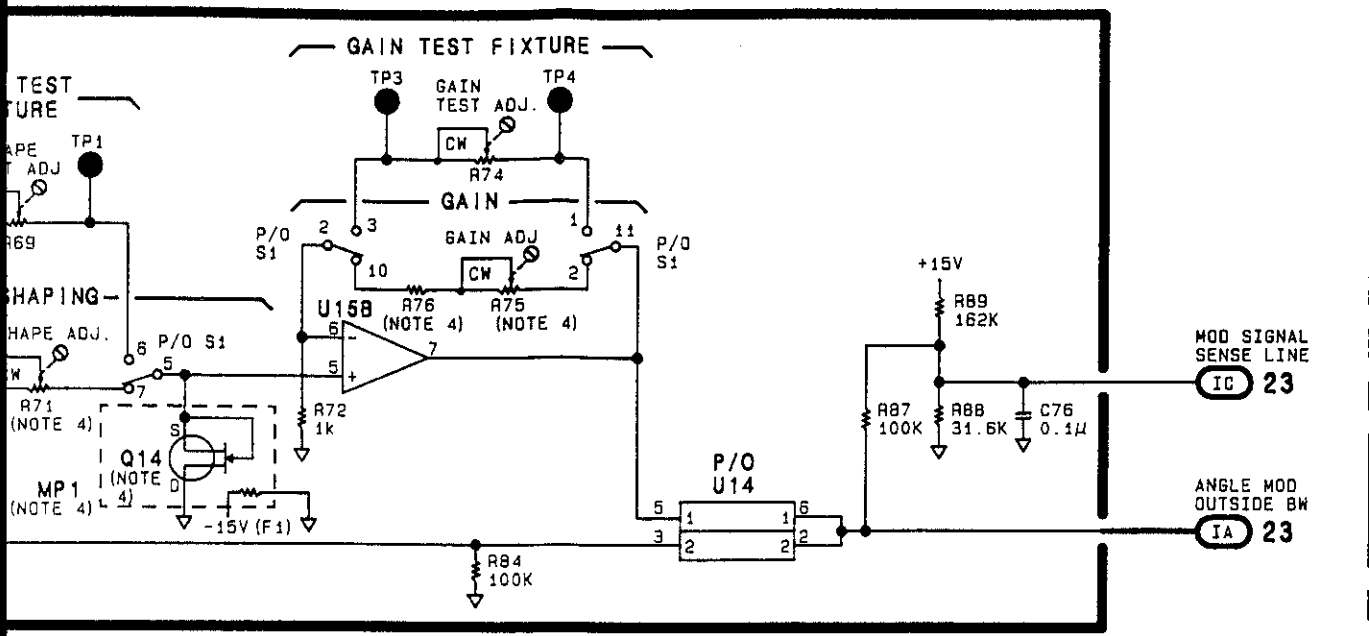 GAIN TEST FIXTURE
TEST
TURE
TP3
GAIN
TEST ADJ.
TP4
TP1
APE
T ADJ
CW
R74
GAIN
R69
P/O
S1
2
3
10
GAIN ADJ
CW
1
11
2
P/O
S1
R76
(NOTE 4)
R75
(NOTE 4)
SHAPING
HAPE ADJ.
W
R71
(NOTE 4)
6
5
7
P/O S1
U15B
6
-
5
+
7
R72
1k
S
Q14
(NOTE
4)
D
MP1
(NOTE 4)
-15V (F1)
+15V
R89
162K
R87
100K
R88
31.6K
C76
0.1µ
MOD SIGNAL
SENSE LINE
IC 23
P/O
U14
5
1
1
6
3
2
2
2
R84
100K
ANGLE MOD
OUTSIDE BW
IA 23